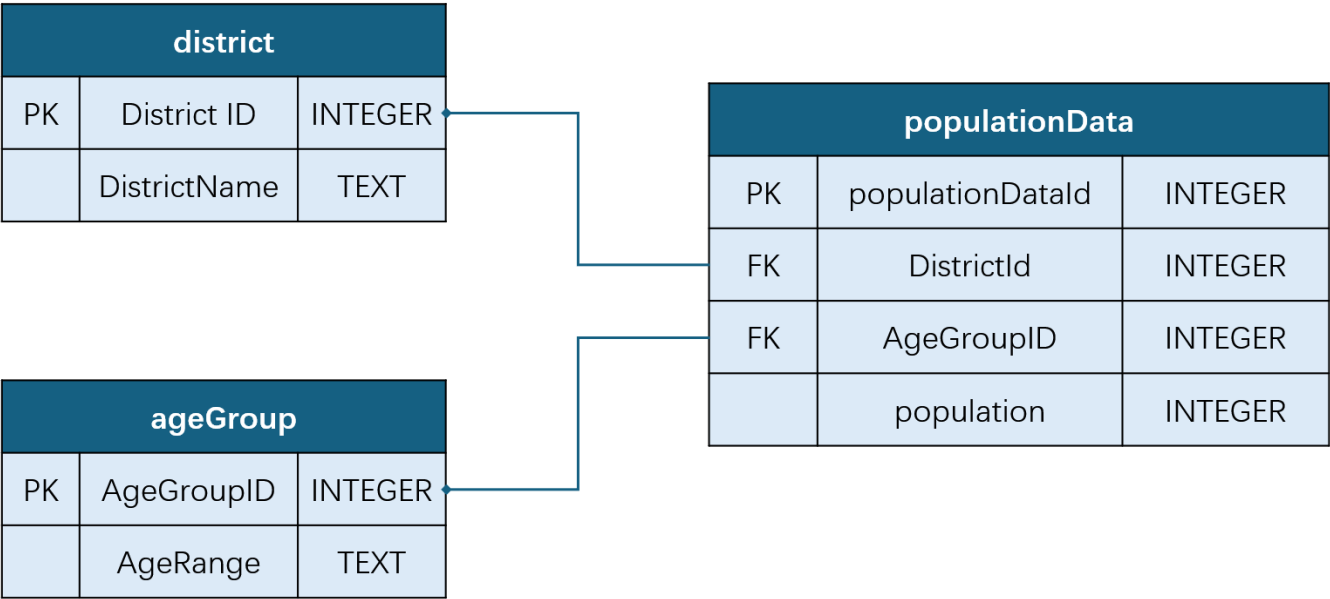 district
PK District ID INTEGER
DistrictName TEXT
populationData
PK populationDataId INTEGER
FK DistrictId INTEGER
FK AgeGroupID INTEGER
population INTEGER
ageGroup
PK AgeGroupID INTEGER
AgeRange TEXT